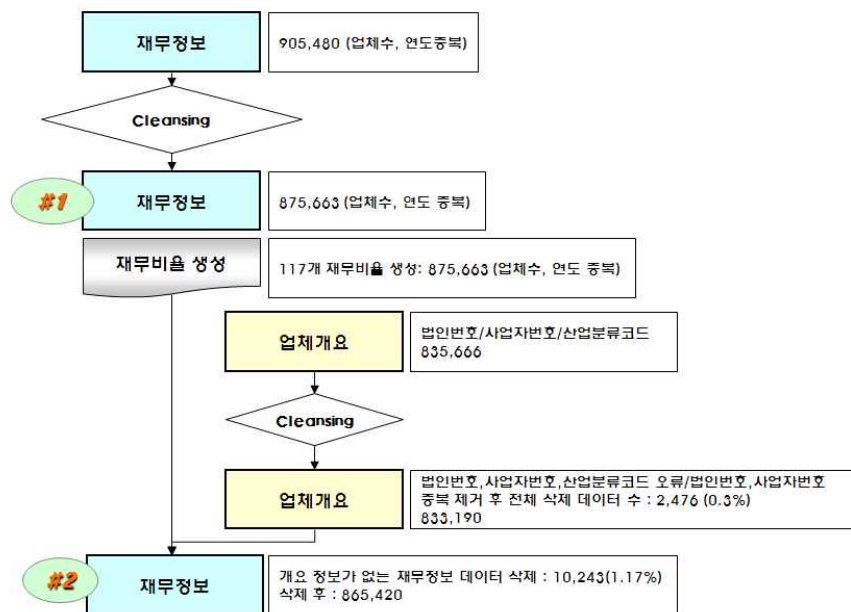 재무정보
905,480 (업체수, 연도중복)
Cleansing
#1
재무정보
875,663 (업체수, 연도 중복)
재무비율 생성
117개 재무비율 생성: 875,663 (업체수, 연도 중복)
업체개요
법인번호/사업자번호/산업분류코드
835,666
Cleansing
업체개요
법인번호,사업자번호,산업분류코드 오류/법인번호,사업자번호
중복 제거 후 전체 삭제 데이터 수 : 2,476 (0.3%)
833,190
#2
재무정보
개요 정보가 없는 재무정보 데이터 삭제 : 10,243(1.17%)
삭제 후 : 865,420